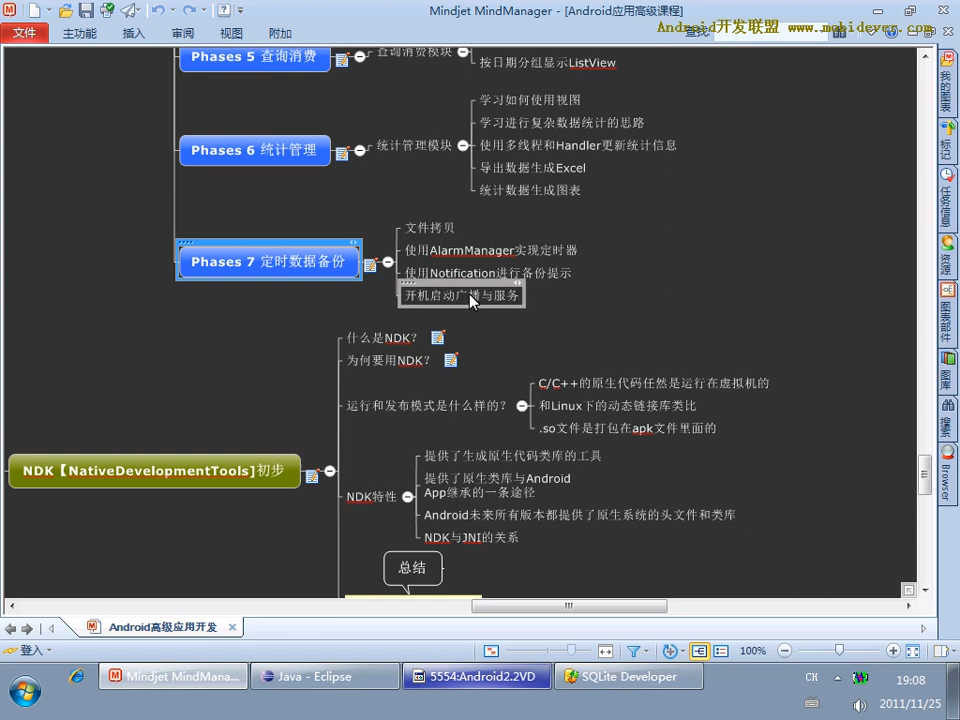 Mindjet MindManager - [Android应用高级课程]
Android开发联盟 www.mobidever.com
文件
主功能
插入
审阅
视图
附加
查找:
Phases 5 查询消费
查询消费模块
按日期分组显示ListView
Phases 6 统计管理
统计管理模块
学习如何使用视图
学习进行复杂数据统计的思路
使用多线程和Handler更新统计信息
导出数据生成Excel
统计数据生成图表
Phases 7 定时数据备份
文件拷贝
使用AlarmManager实现定时器
使用Notification进行备份提示
开机启动广播与服务
什么是NDK?
为何要用NDK?
运行和发布模式是什么样的?
C/C++的原生代码任然是运行在虚拟机的
和Linux下的动态链接库类比
.so文件是打包在apk文件里面的
NDK【NativeDevelopmentTools]初步
NDK特性
提供了生成原生代码类库的工具
提供了原生类库与Android
App继承的一条途径
Android未来所有版本都提供了原生系统的头文件和类库
NDK与JNI的关系
总结
我的图表
标记
任务信息
资源
图表部件
图库
搜索
Browser
Android高级应用开发
登入
100%
Mindjet MindMana...
Java - Eclipse
5554:Android2.2VD
SQLite Developer
CH
19:08
2011/11/25